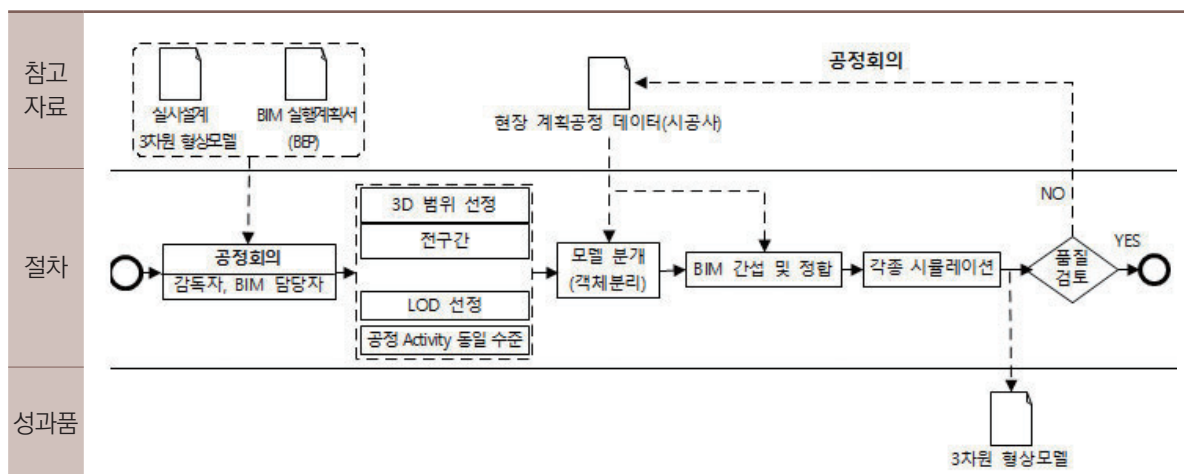 참고
자료
실시설계
3차원 형상모델
BIM 실행계획서
(BEP)
현장 계획공정 데이터(시공사)
공정회의
절차
공정회의
감독자, BIM 담당자
3D 범위 선정
전구간
LOD 선정
공정 Activity 동일 수준
모델 분개
(객체분리)
BIM 간섭 및 정합
각종 시뮬레이션
품질
검토
NO
YES
성과품
3차원 형상모델